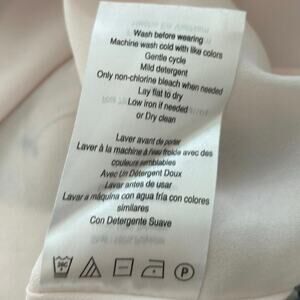 Wash before wearing
Machine wash cold with like colors
Gentle cycle
Mild detergent
Only non-chlorine bleach when needed
Lay flat to dry
Low iron if needed
or Dry clean
Laver avant de porter
Laver à la machine à l'eau froide avec des
couleurs semblables
Avec Un Détergent Doux
Lavar antes de usar
Lavar a máquina con agua fría con colores
similares
Con Detergente Suave
30C
P